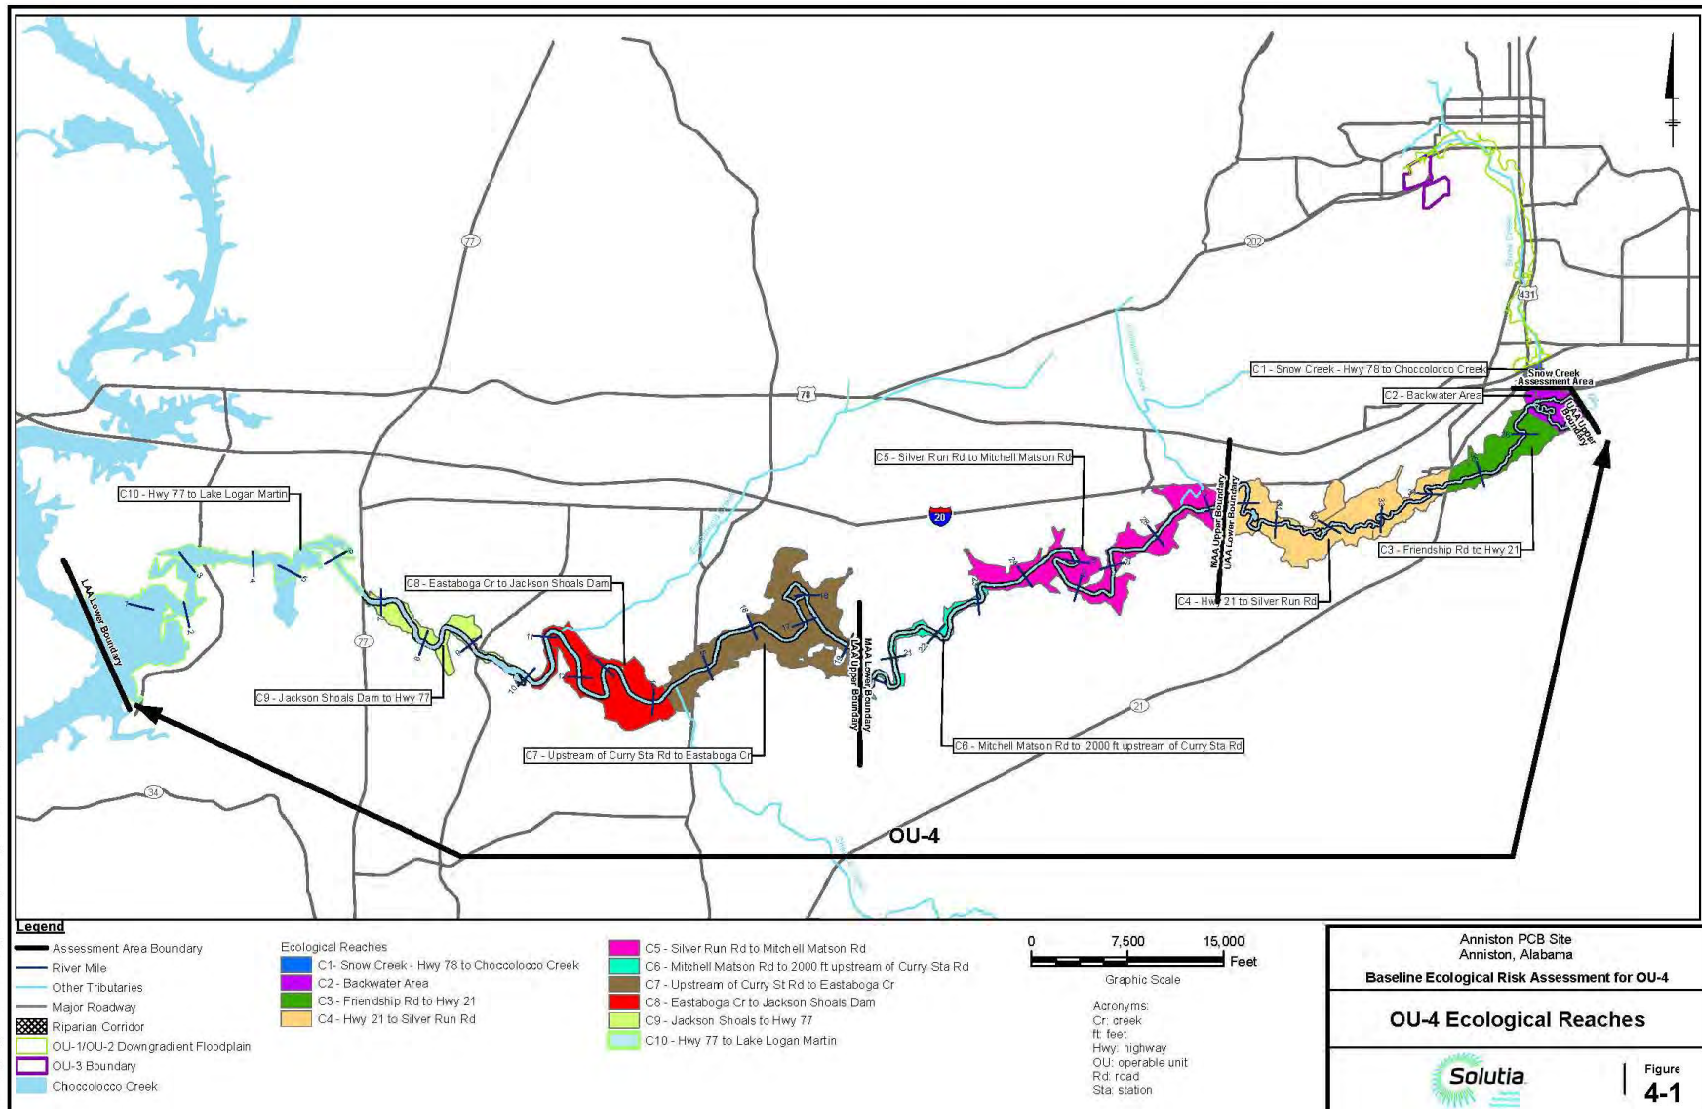 77
202
431
C1 - Snow Creek - Hwy 78 to Choccolocco Creek
Snow Creek
Assessment Area
C2 - Backwater Area
UAA Upper
Boundary
78
C5 - Silver Run Rd to Mitchell Matson Rd
MAA Upper Boundary
UAA Lower Boundary
C10 - Hwy 77 to Lake Logan Martin
20
C3 - Friendship Rd to Hwy 21
C8 - Eastaboga Cr to Jackson Shoals Dam
C4 - Hwy 21 to Silver Run Rd
LAA Lower Boundary
77
MAA Lower Boundary
LAA Upper Boundary
C9 - Jackson Shoals Dam to Hwy 77
21
C7 - Upstream of Curry Sta Rd to Eastaboga Cr
C6 - Mitchell Matson Rd to 2000 ft upstream of Curry Sta Rd
34
OU-4
Legend
Assessment Area Boundary
River Mile
Other Tributaries
Major Roadway
Riparian Corridor
OU-1/OU-2 Downgradient Floodplain
OU-3 Boundary
Choccolocco Creek
Ecological Reaches
C1- Snow Creek - Hwy 78 to Choccolocco Creek
C2 - Backwater Area
C3 - Friendship Rd to Hwy 21
C4 - Hwy 21 to Silver Run Rd
C5 - Silver Run Rd to Mitchell Matson Rd
C6 - Mitchell Matson Rd to 2000 ft upstream of Curry Sta Rd
C7 - Upstream of Curry St Rd to Eastaboga Cr
C8 - Eastaboga Cr to Jackson Shoals Dam
C9 - Jackson Shoals to Hwy 77
C10 - Hwy 77 to Lake Logan Martin
0 7,500 15,000
Feet
Graphic Scale
Acronyms:
Cr: creek
ft: feet
Hwy: highway
OU: operable unit
Rd: road
Sta: station
Anniston PCB Site
Anniston, Alabama
Baseline Ecological Risk Assessment for OU-4
OU-4 Ecological Reaches
Solutia
Figure
4-1